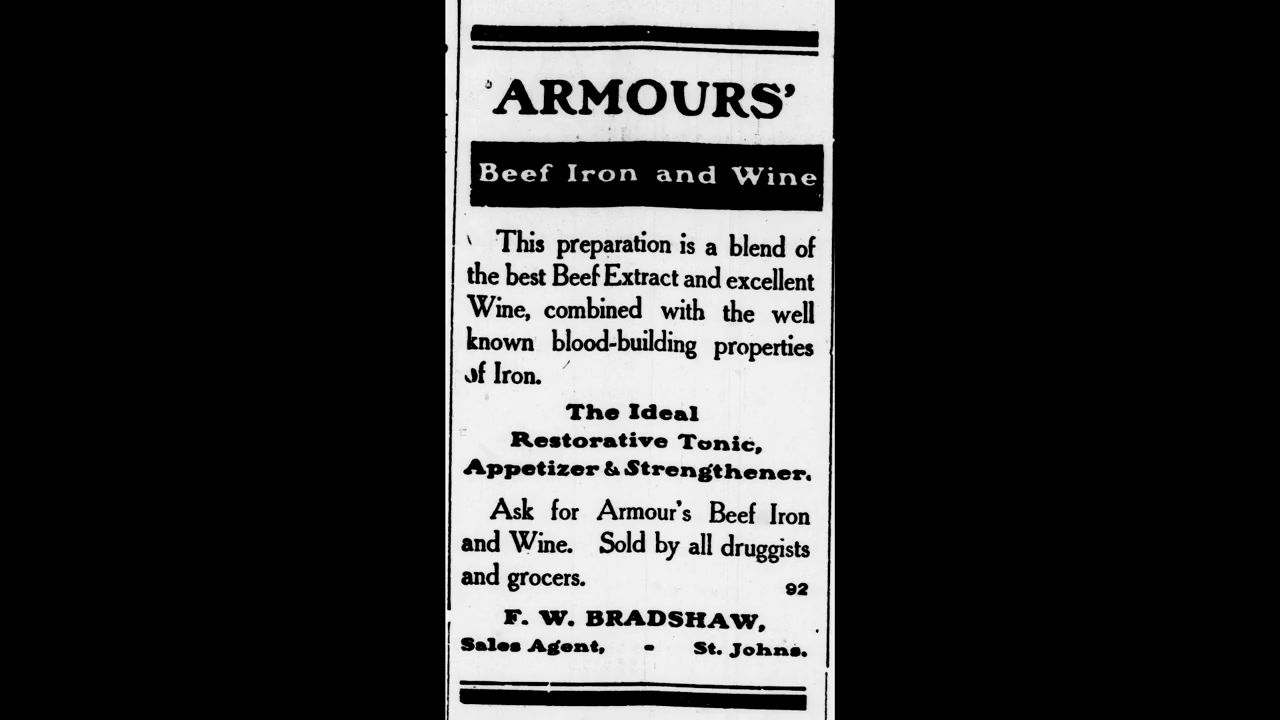 'ARMOURS'
Beef Iron and Wine
This preparation is a blend of
the best Beef Extract and excellent
Wine, combined with the well
known blood-building properties
of Iron.
The Ideal
Restorative Tonic,
Appetizer & Strengthener.
Ask for Armour's Beef Iron
and Wine. Sold by all druggists
and grocers.
92
F. W. BRADSHAW,
Sales Agent, - St. Johns.